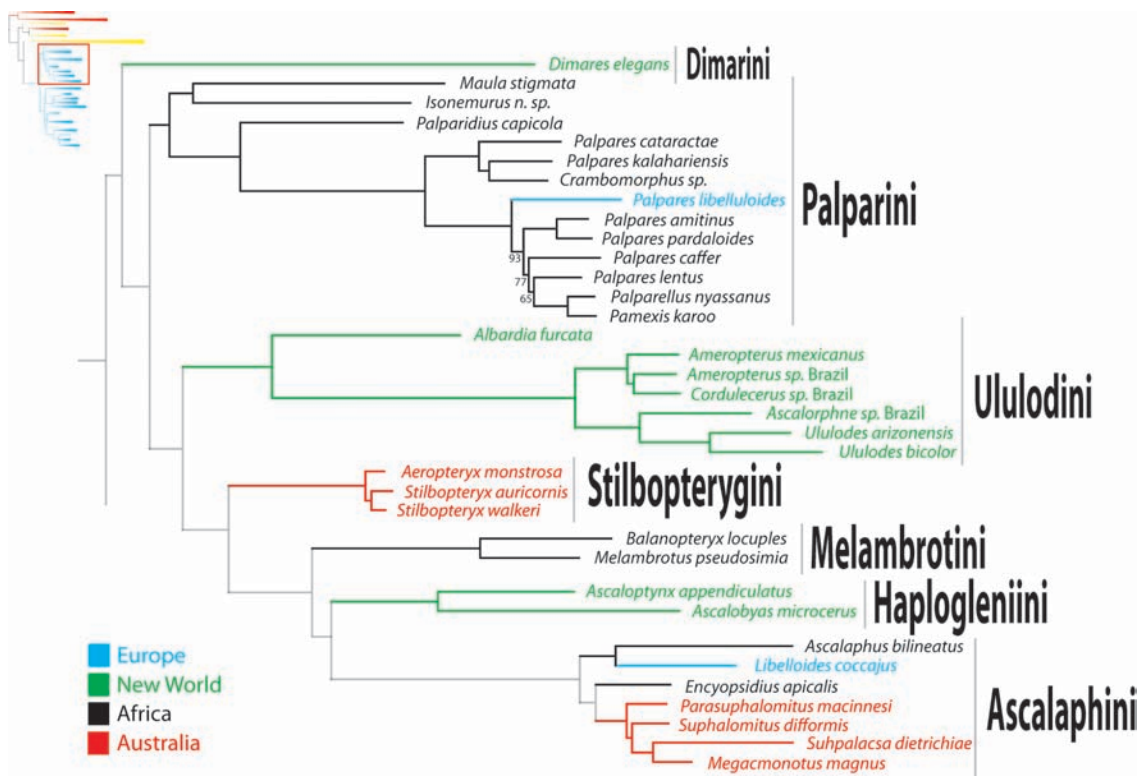 Dimares elegans
Dimarini
Maula stigmata
Isonemurus n. sp.
Palparidius capicola
Palpares cataractae
Palpares kalahariensis
Crambomorphus sp.
Palpares libelluloides
Palpares amitinus
Palpares pardaloides
93
Palpares caffer
77
Palpares lentus
65
Palparellus nyassanus
Pamexis karoo
Palparini
Albardia furcata
Ameropterus mexicanus
Ameropterus sp. Brazil
Cordulecerus sp. Brazil
Ascalorphne sp. Brazil
Ululodes arizonensis
Ululodes bicolor
Ululodini
Aeropteryx monstrosa
Stilbopteryx auricornis
Stilbopteryx walkeri
Stilbopterygini
Balanopteryx locuples
Melambrotus pseudosimia
Melambrotini
Ascaloptynx appendiculatus
Ascalobyas microcerus
Haplogleniini
Ascalaphus bilineatus
Libelloides coccajus
Encyopsidius apicalis
Parasuphalomitus macinnesi
Suphalomitus difformis
Suhpalacsa dietrichiae
Megacmonotus magnus
Ascalaphini
Europe
New World
Africa
Australia